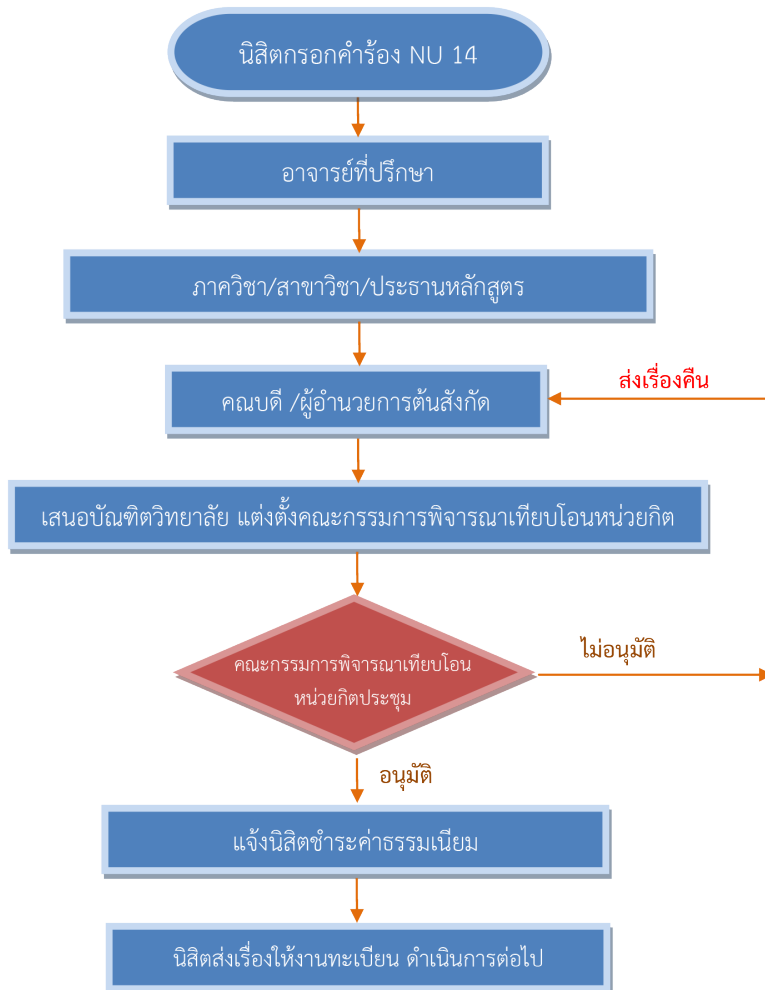 นิสิตกรอกคำร้อง NU 14
อาจารย์ที่ปรึกษา
ภาควิชา/สาขาวิชา/ประธานหลักสูตร
ส่งเรื่องคืน
คณบดี /ผู้อำนวยการต้นสังกัด
เสนอบัณฑิตวิทยาลัย แต่งตั้งคณะกรรมการพิจารณาเทียบโอนหน่วยกิต
ไม่อนุมัติ
คณะกรรมการพิจารณาเทียบโอน
หน่วยกิตประชุม
อนุมัติ
แจ้งนิสิตชำระค่าธรรมเนียม
นิสิตส่งเรื่องให้งานทะเบียน ดำเนินการต่อไป